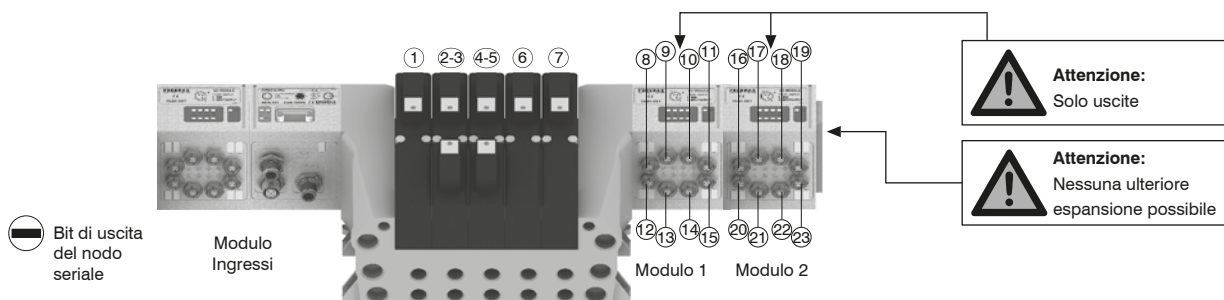 1
2-3
4-5
6
7
8
9
10
11
16
17
18
19
Attenzione:
Solo uscite
Attenzione:
Nessuna ulteriore
espansione possibile
12
13
14
15
20
21
22
23
Bit di uscita
del nodo
seriale
Modulo
Ingressi
Modulo 1
Modulo 2